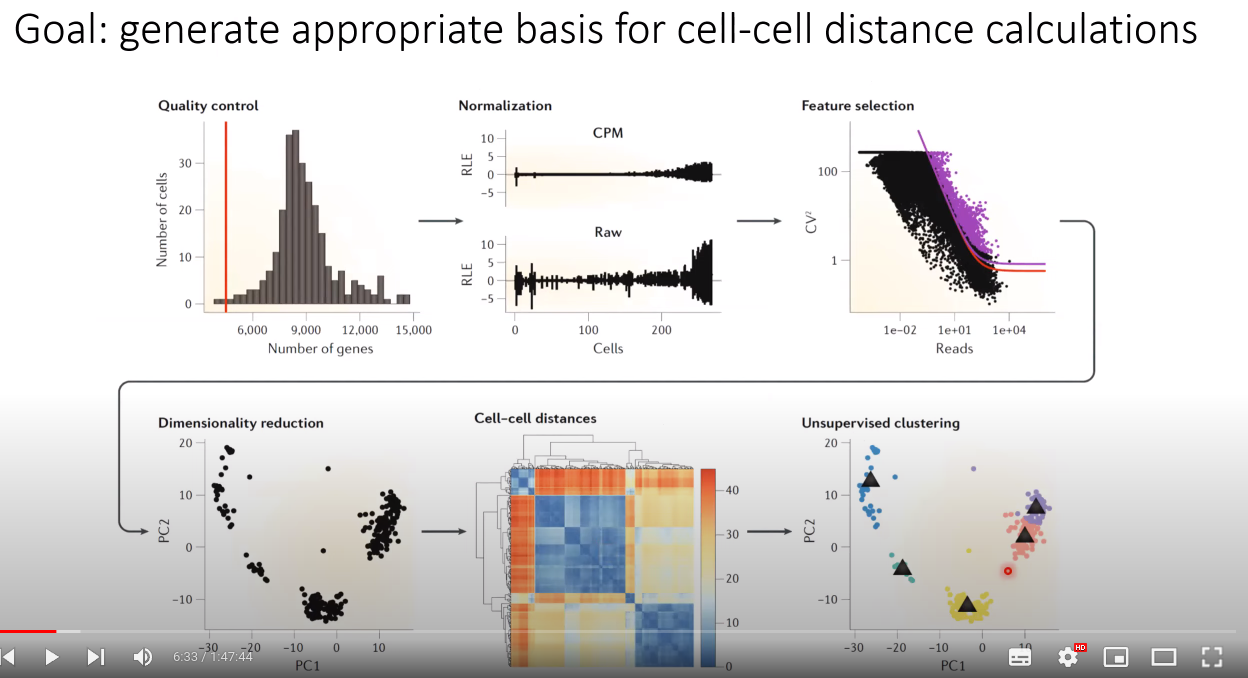 Goal: generate appropriate basis for cell-cell distance calculations
Quality control
Number of cells
30
20
10
0
6,000 9,000 12,000 15,000
Number of genes
Normalization
CPM
RLE
10
5
0
−5
Raw
RLE
10
5
0
−5
0 100 200
Cells
Feature selection
CV²
100
1
1e−02 1e+01 1e+04
Reads
Dimensionality reduction
PC2
20
10
0
−10
−30 −20 −10 0 10
PC1
Cell–cell distances
40
30
20
10
0
Unsupervised clustering
PC2
20
10
0
−10
−30 −20 −10 0 10
PC1
6:33 / 1:47:44
HD